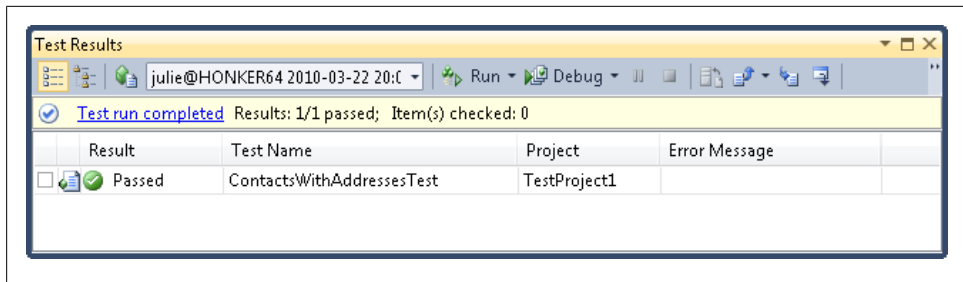 Test Results
julie@HONKER64 2010-03-22 20:0 Run Debug
Test run completed Results: 1/1 passed; Item(s) checked: 0
Result Test Name Project Error Message
Passed ContactsWithAddressesTest TestProject1